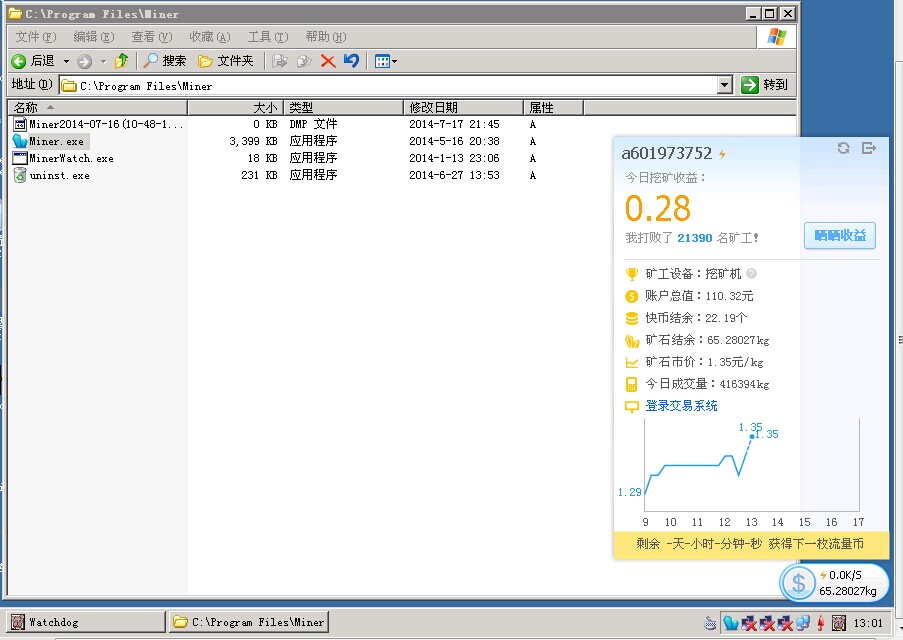 C:\Program Files\Miner
文件(F) 编辑(E) 查看(V) 收藏(A) 工具(T) 帮助(H)
后退 搜索 文件夹
地址(D) C:\Program Files\Miner 转到
名称 大小 类型 修改日期 属性
Miner2014-07-16(10-48-1... 0 KB DMP 文件 2014-7-17 21:45 A
Miner.exe 3,399 KB 应用程序 2014-5-16 20:38 A
MinerWatch.exe 18 KB 应用程序 2014-1-13 23:06 A
uninst.exe 231 KB 应用程序 2014-6-27 13:53 A
a601973752
今日挖矿收益：
0.28
我打败了 21390 名矿工！
晒晒收益
矿工设备：挖矿机 ?
账户总值：110.32元
快币结余：22.19个
矿石结余：65.28027kg
矿石市价：1.35元/kg
今日成交量：416394kg
登录交易系统
1.35
1.35
1.29
9 10 11 12 13 14 15 16 17
剩余 -天-小时-分钟-秒 获得下一枚流量币
$ 0.0K/S
65.28027kg
Watchdog C:\Program Files\Miner 13:01